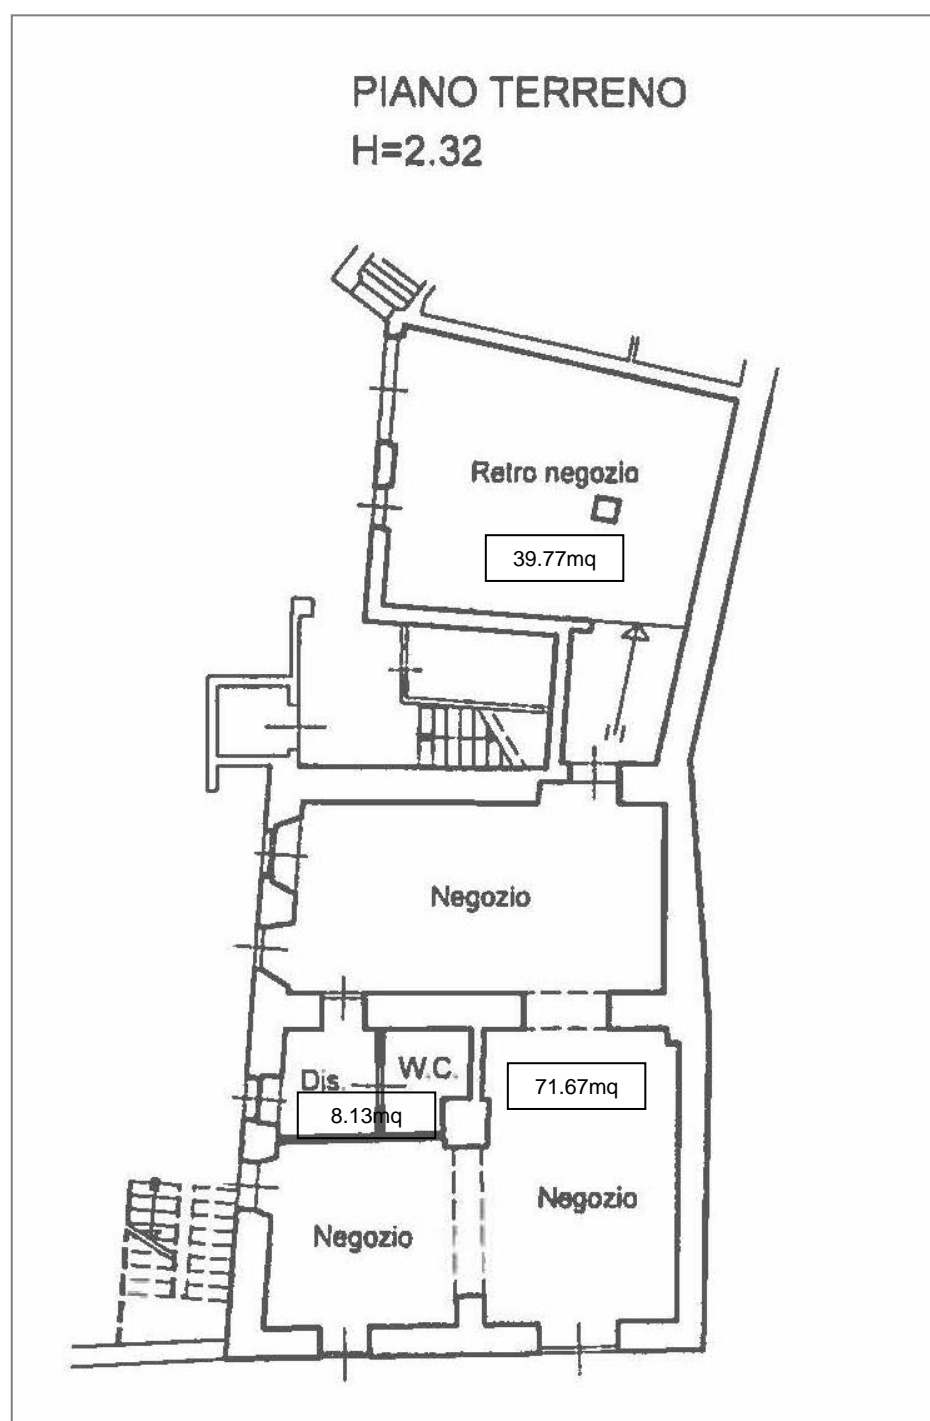 PIANO TERRENO
H=2.32
Retro negozio
39.77mq
Negozio
Dis.
W.C.
71.67mq
8.13mq
Negozio
Negozio